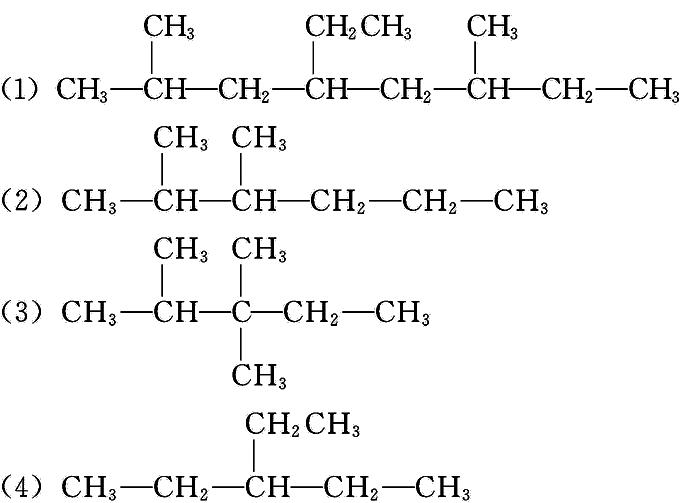 CH₃ CH₂CH₃ CH₃
(1) CH₃—CH—CH₂—CH—CH₂—CH—CH₂—CH₃
CH₃ CH₃
(2) CH₃—CH—CH—CH₂—CH₂—CH₃
CH₃ CH₃
(3) CH₃—CH—C—CH₂—CH₃
CH₃
CH₂CH₃
(4) CH₃—CH₂—CH—CH₂—CH₃